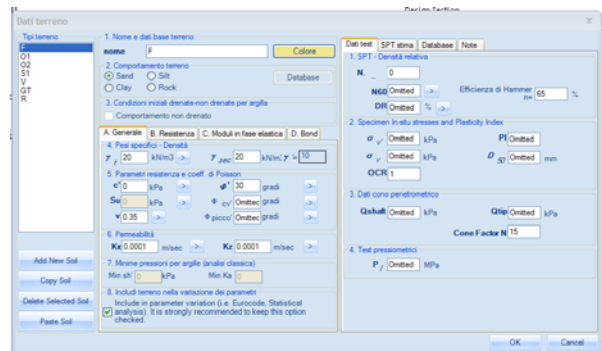 Design Section
Dati terreno
x
Tipi terreno
F
O1
O2
S1
V
GT
R
Add New Soil
Copy Soil
Delete Selected Soil
Paste Soil
1. Nome e dati base terreno
nome F Colore
2. Comportamento terreno
Sand Silt
Clay Rock
Database
3. Condizioni iniziali drenate-non drenate per argilla
Comportamento non drenato
A. Generale B. Resistenza C. Moduli in fase elastica D. Bond
4. Pesi specifici - Densità
γ t 20 kN/m3 > γ sec 20 kN/m3 γ '= 10
5. Parametri resistenza e coeff. di Poisson
c' 0 kPa > Φ' 30 gradi >
Su 0 kPa > Φ cv' Omitted gradi >
v 0.35 > Φ picco' Omitted gradi >
6. Permeabilità
Kx 0.0001 m/sec > Kz 0.0001 m/sec >
7. Minime pressioni per argille (analisi classica)
Min sh' 0 kPa Min Ka 0
8. Includi terreno nella variazione dei parametri
Include in parameter variation (i.e. Eurocode, Statistical
analysis). It is strongly recommended to keep this option
checked.
Dati test SPT stima Database Note
1. SPT - Densità relativa
N. _ 0
N60 Omitted > Efficienza di Hammer n= 65 %
DR Omitted % >
2. Specimen In-situ stresses and Plasticity Index
σ v' Omitted kPa PI Omitted
σ v Omitted kPa D 50 Omitted mm
OCR 1
3. Dati cono penetrometrico
Qshaft Omitted kPa Qtip Omitted kPa
Cone Factor N 15
4. Test pressiometrici
P l Omitted MPa
OK Cancel